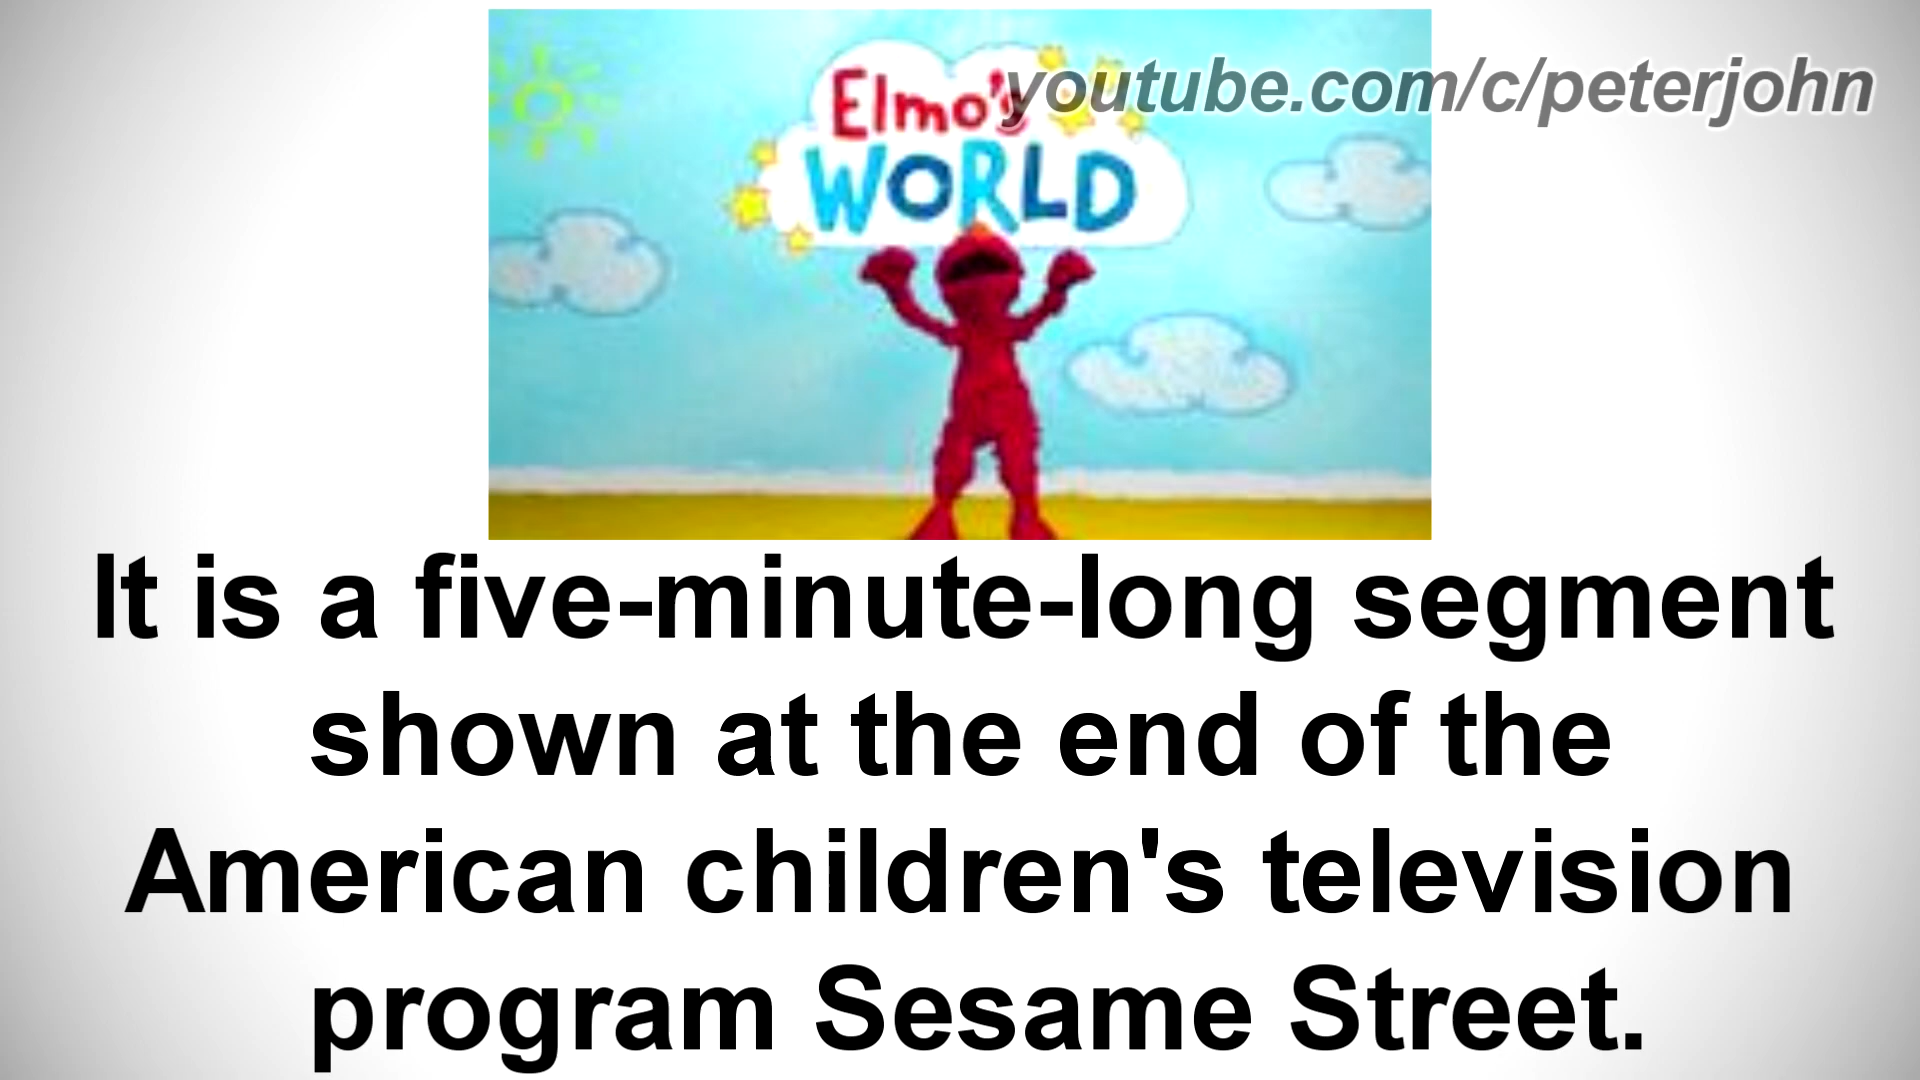 Elmo's
youtube.com/c/peterjohn
WORLD
It is a five-minute-long segment
shown at the end of the
American children's television
program Sesame Street.